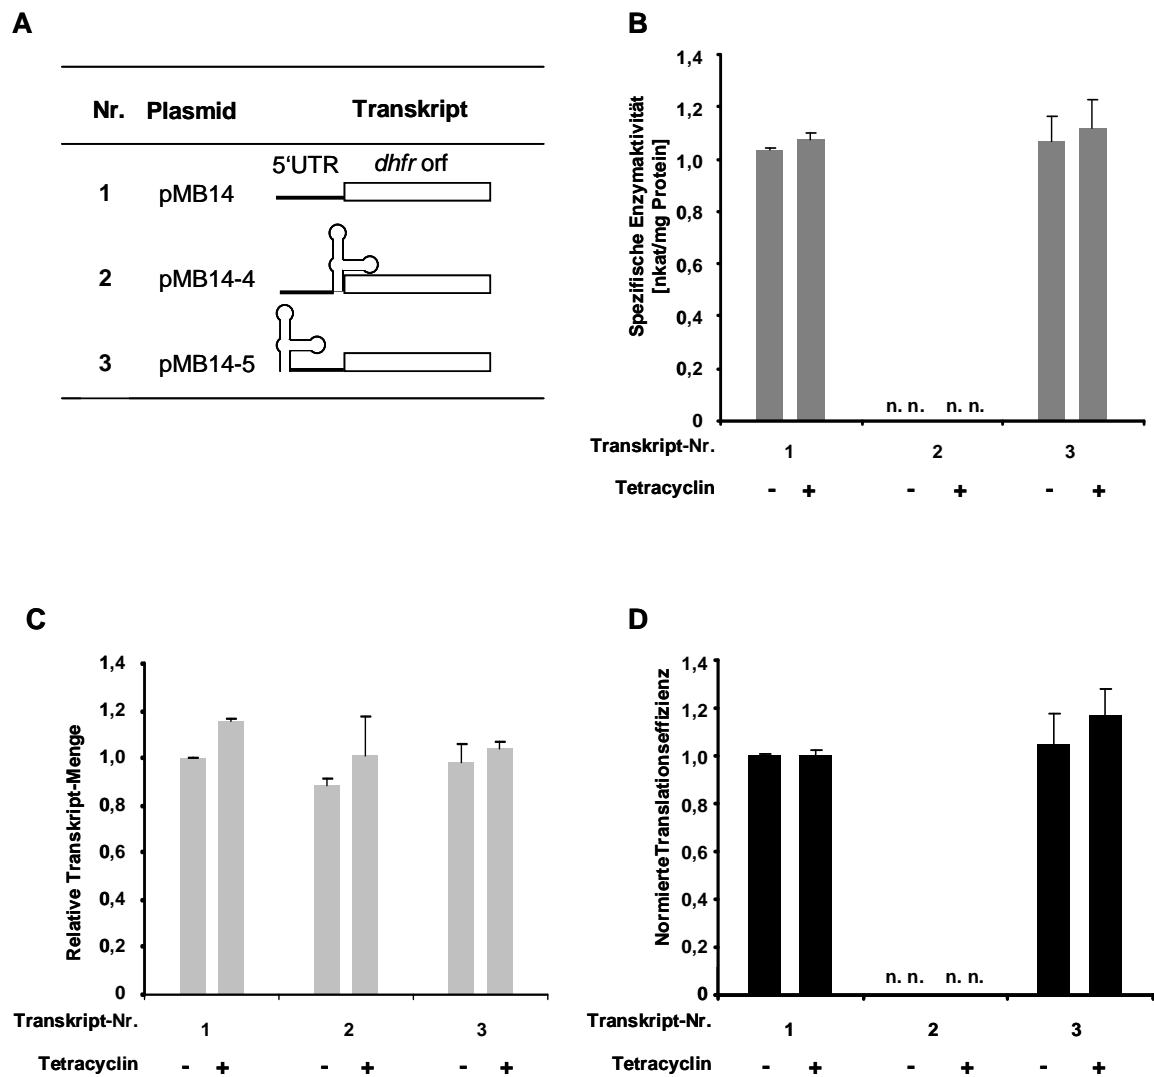 A
Nr. Plasmid Transkript
5‘UTR dhfr orf
1 pMB14
2 pMB14-4
3 pMB14-5
B
Spezifische Enzymaktivität
[nkat/mg Protein]
1,4
1,2
1,0
0,8
0,6
0,4
0,2
0
n. n. n. n.
Transkript-Nr. 1 2 3
Tetracyclin - + - + - +
C
Relative Transkript-Menge
1,4
1,2
1,0
0,8
0,6
0,4
0,2
0
Transkript-Nr. 1 2 3
Tetracyclin - + - + - +
D
NormierteTranslationseffizienz
1,4
1,2
1,0
0,8
0,6
0,4
0,2
0
n. n. n. n.
Transkript-Nr. 1 2 3
Tetracyclin - + - + - +